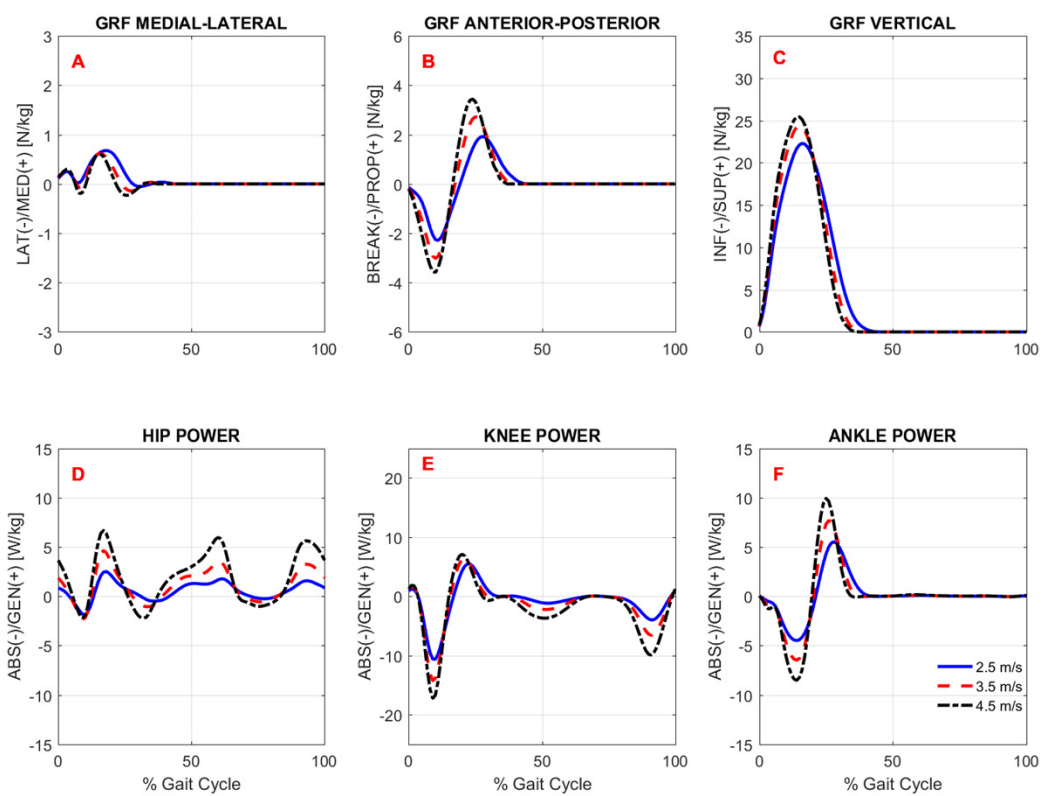 GRF MEDIAL-LATERAL
A
LAT(-)/MED(+) [N/kg]
3
2
1
0
-1
-2
-3
0
50
100
GRF ANTERIOR-POSTERIOR
B
BREAK(-)/PROP(+) [N/kg]
6
4
2
0
-2
-4
-6
0
50
100
GRF VERTICAL
C
INF(-)/SUP(+) [N/kg]
35
30
25
20
15
10
5
0
0
50
100
HIP POWER
D
ABS(-)/GEN(+) [W/kg]
15
10
5
0
-5
-10
-15
0
50
100
% Gait Cycle
KNEE POWER
E
ABS(-)/GEN(+) [W/kg]
20
10
0
-10
-20
0
50
100
% Gait Cycle
ANKLE POWER
F
ABS(-)/GEN(+) [W/kg]
15
10
5
0
-5
-10
-15
0
50
100
% Gait Cycle
2.5 m/s
3.5 m/s
4.5 m/s